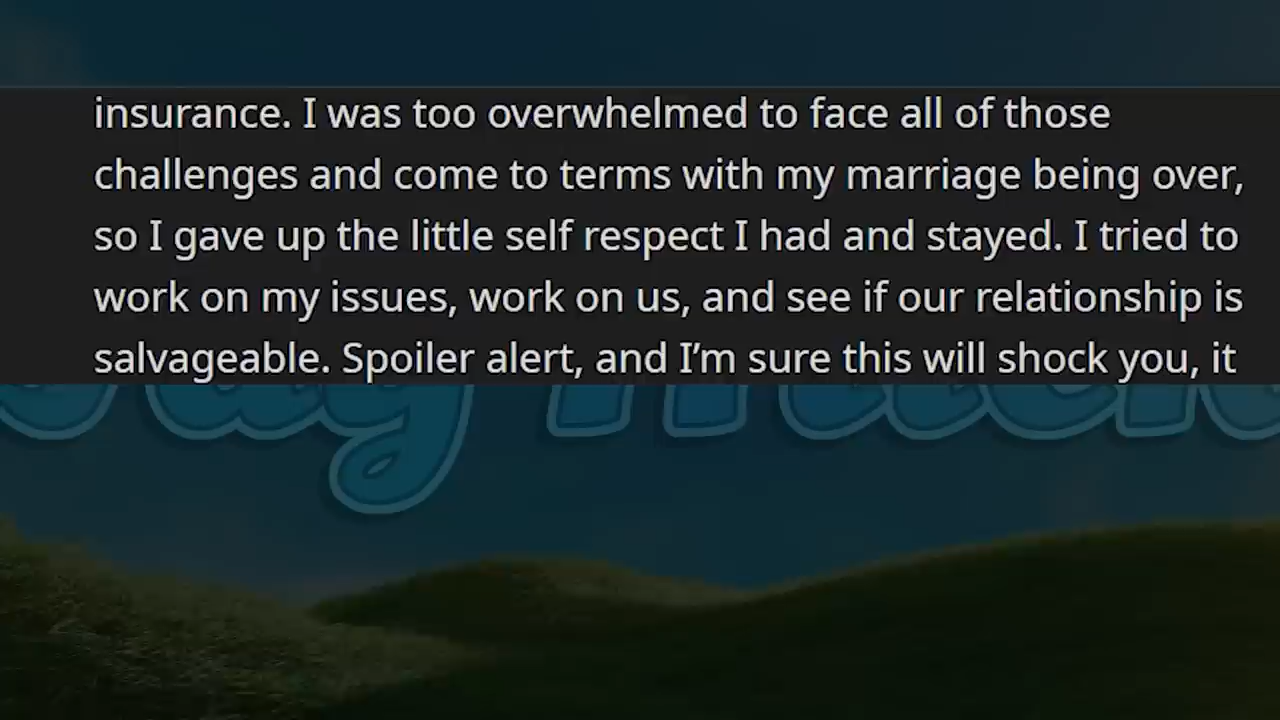 insurance. I was too overwhelmed to face all of those
challenges and come to terms with my marriage being over,
so I gave up the little self respect I had and stayed. I tried to
work on my issues, work on us, and see if our relationship is
salvageable. Spoiler alert, and I’m sure this will shock you, it